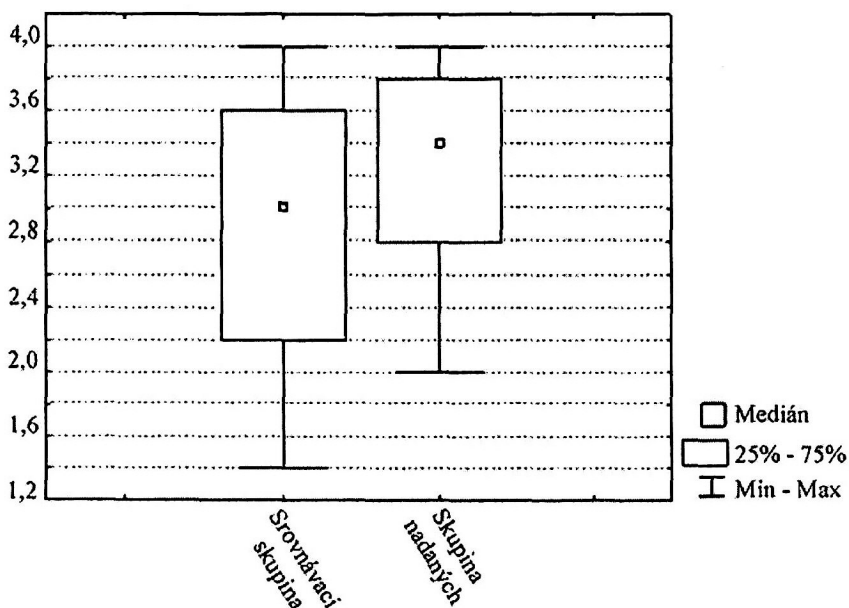 4,0
3,6
3,2
2,8
2,4
2,0
1,6
1,2
Srovnávací
skupina
Skupina
nadaných
Medián
25% - 75%
Min - Max